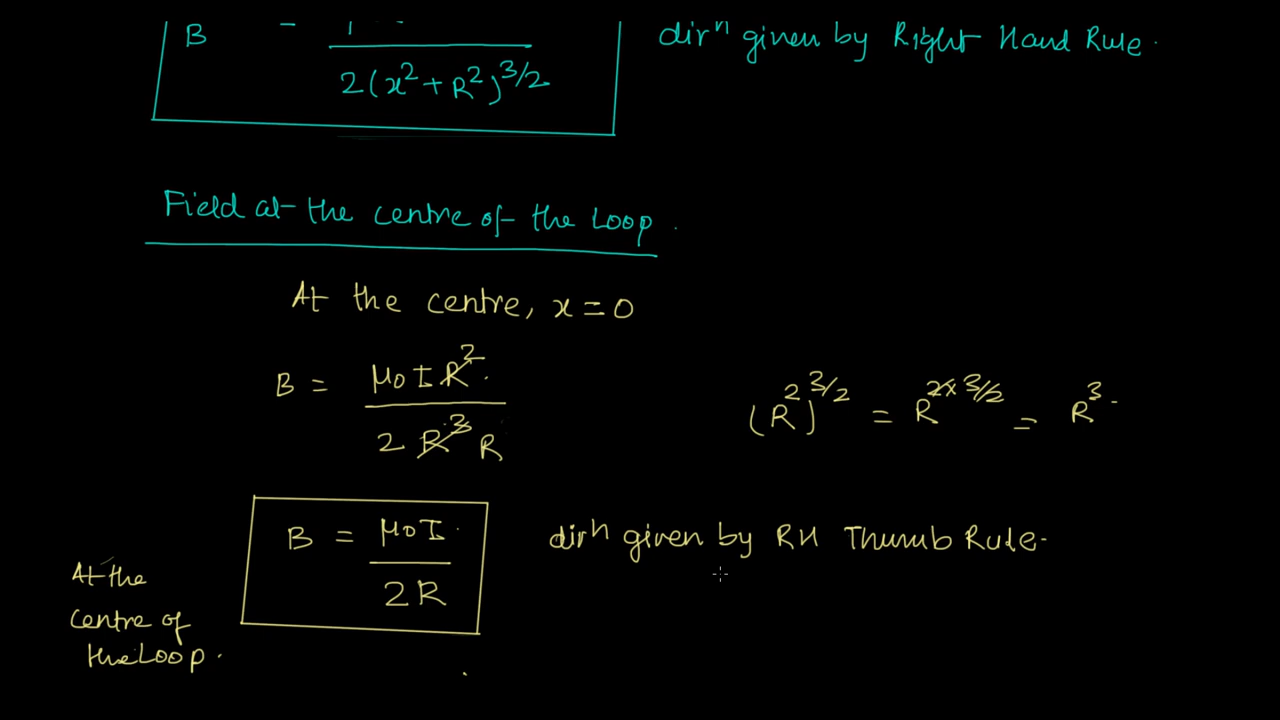 B =
2(x²+R²)^3/2
dirⁿ given by Right Hand Rule.
Field at the centre of the Loop.
At the centre, x = 0
B = μ0 I R² / 2 R³ R
(R²)^3/2 = R^2×3/2 = R³.
B = μ0 I / 2R
dirⁿ given by RH Thumb Rule.
At the
centre of
the Loop.